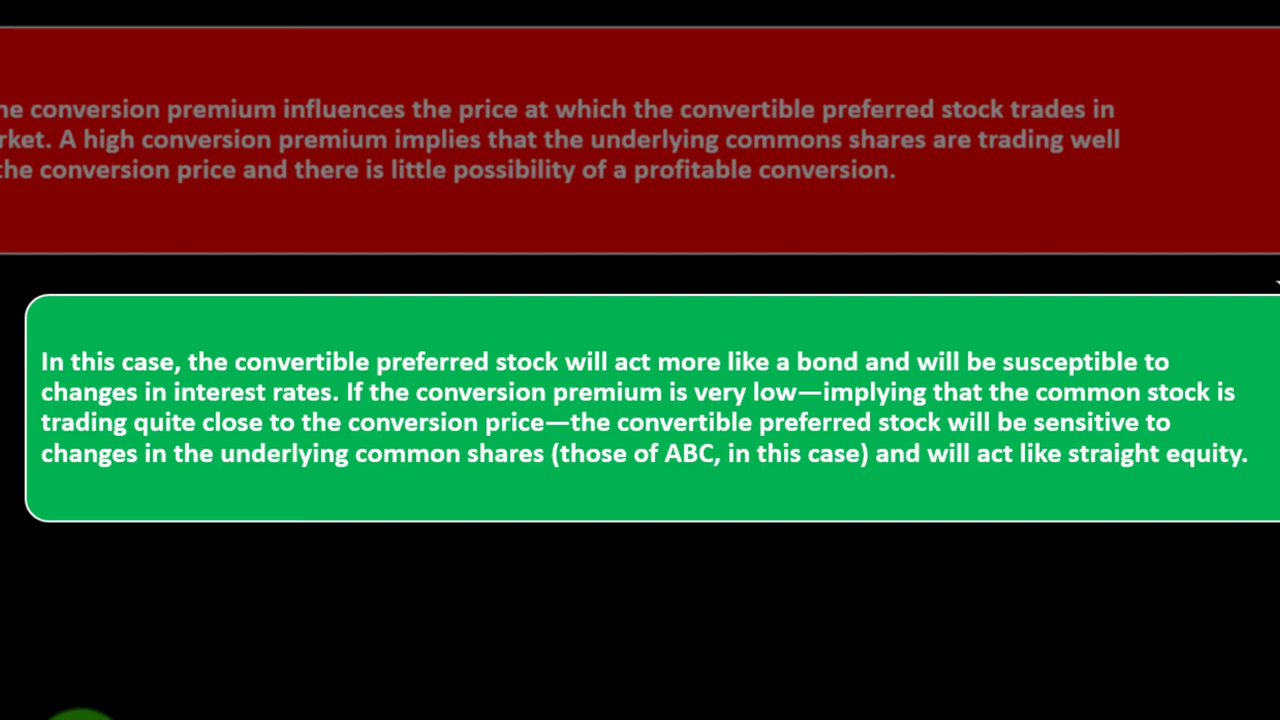 he conversion premium influences the price at which the convertible preferred stock trades in
rket. A high conversion premium implies that the underlying commons shares are trading well
the conversion price and there is little possibility of a profitable conversion.
In this case, the convertible preferred stock will act more like a bond and will be susceptible to
changes in interest rates. If the conversion premium is very low—implying that the common stock is
trading quite close to the conversion price—the convertible preferred stock will be sensitive to
changes in the underlying common shares (those of ABC, in this case) and will act like straight equity.